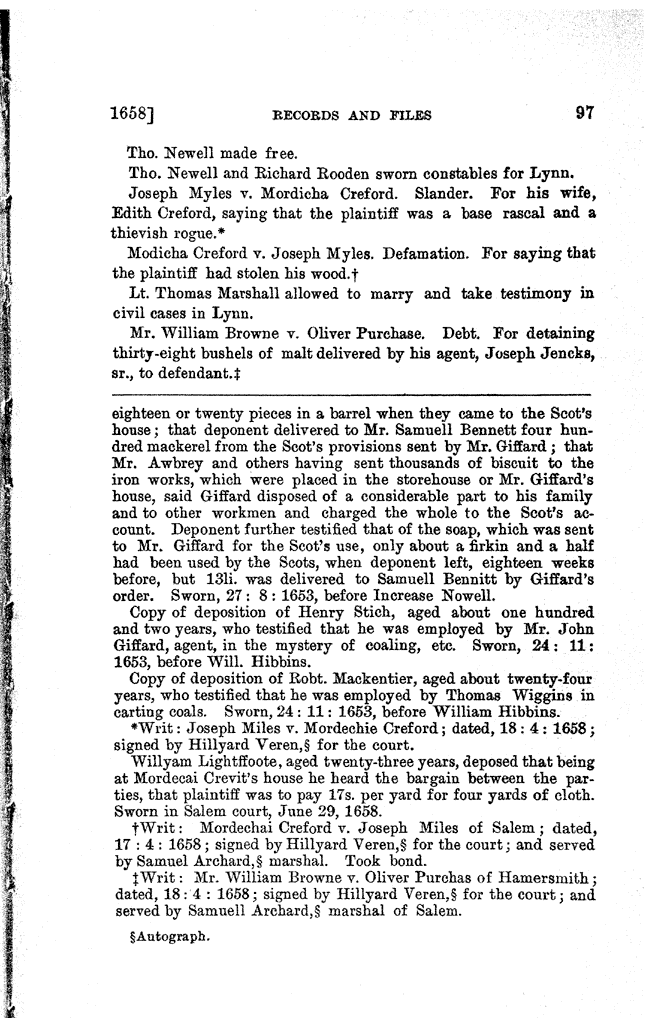 1658] RECORDS AND FILES 97
Tho. Newell made free.
Tho. Newell and Richard Rooden sworn constables for Lynn.
Joseph Myles v. Mordicha Creford. Slander. For his wife,
Edith Creford, saying that the plaintiff was a base rascal and a
thievish rogue.*
Modicha Creford v. Joseph Myles. Defamation. For saying that
the plaintiff had stolen his wood.†
Lt. Thomas Marshall allowed to marry and take testimony in
civil cases in Lynn.
Mr. William Browne v. Oliver Purchase. Debt. For detaining
thirty-eight bushels of malt delivered by his agent, Joseph Jencks,
sr., to defendant.‡
eighteen or twenty pieces in a barrel when they came to the Scot's
house; that deponent delivered to Mr. Samuell Bennett four hun-
dred mackerel from the Scot's provisions sent by Mr. Giffard; that
Mr. Awbrey and others having sent thousands of biscuit to the
iron works, which were placed in the storehouse or Mr. Giffard's
house, said Giffard disposed of a considerable part to his family
and to other workmen and charged the whole to the Scot's ac-
count. Deponent further testified that of the soap, which was sent
to Mr. Giffard for the Scot's use, only about a firkin and a half
had been used by the Scots, when deponent left, eighteen weeks
before, but 13li. was delivered to Samuell Bennitt by Giffard's
order. Sworn, 27: 8: 1653, before Increase Nowell.
Copy of deposition of Henry Stich, aged about one hundred
and two years, who testified that he was employed by Mr. John
Giffard, agent, in the mystery of coaling, etc. Sworn, 24: 11:
1653, before Will. Hibbins.
Copy of deposition of Robt. Mackentier, aged about twenty-four
years, who testified that he was employed by Thomas Wiggins in
carting coals. Sworn, 24: 11: 1653, before William Hibbins.
*Writ: Joseph Miles v. Mordechie Creford; dated, 18: 4: 1658;
signed by Hillyard Veren,§ for the court.
Willyam Lightffoote, aged twenty-three years, deposed that being
at Mordecai Crevit's house he heard the bargain between the par-
ties, that plaintiff was to pay 17s. per yard for four yards of cloth.
Sworn in Salem court, June 29, 1658.
†Writ: Mordechai Creford v. Joseph Miles of Salem; dated,
17: 4: 1658; signed by Hillyard Veren,§ for the court; and served
by Samuel Archard,§ marshal. Took bond.
‡Writ: Mr. William Browne v. Oliver Purchas of Hamersmith;
dated, 18: 4: 1658; signed by Hillyard Veren,§ for the court; and
served by Samuell Archard,§ marshal of Salem.
§Autograph.